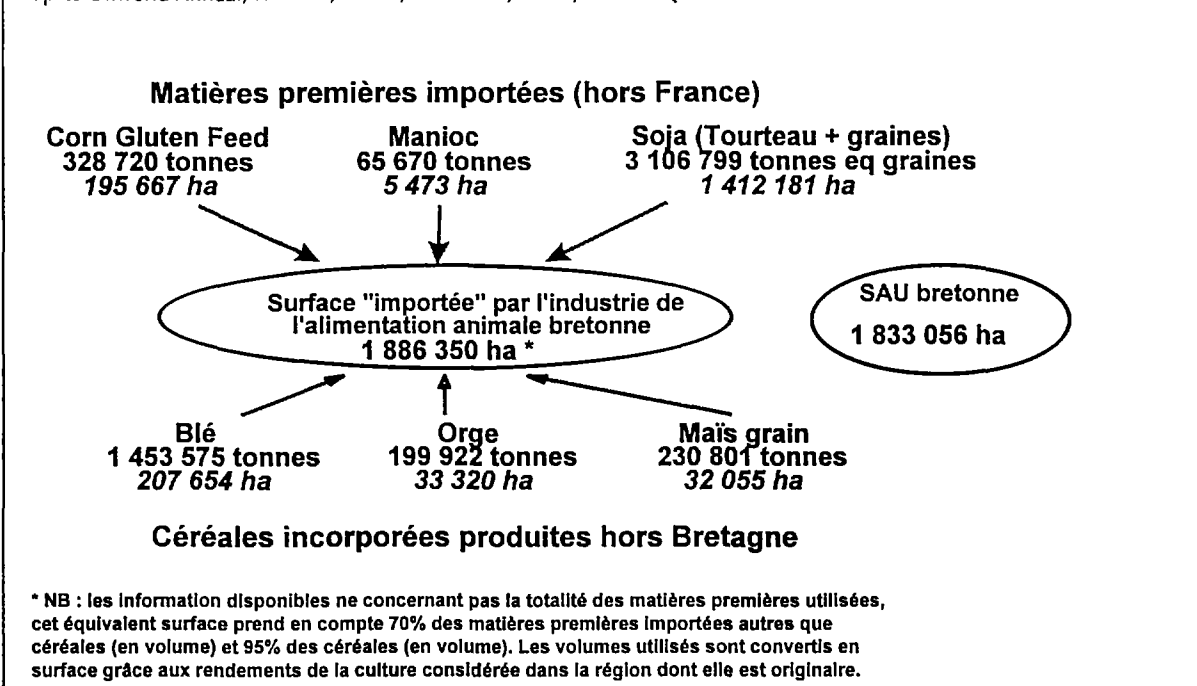 Matières premières importées (hors France)
Corn Gluten Feed
328 720 tonnes
195 667 ha
Manioc
65 670 tonnes
5 473 ha
Soja (Tourteau + graines)
3 106 799 tonnes eq graines
1 412 181 ha
Surface "importée" par l'industrie de
l'alimentation animale bretonne
1 886 350 ha *
SAU bretonne
1 833 056 ha
Blé
1 453 575 tonnes
207 654 ha
Orge
199 922 tonnes
33 320 ha
Maïs grain
230 801 tonnes
32 055 ha
Céréales incorporées produites hors Bretagne
* NB : les information disponibles ne concernant pas la totalité des matières premières utilisées,
cet équivalent surface prend en compte 70% des matières premières importées autres que
céréales (en volume) et 95% des céréales (en volume). Les volumes utilisés sont convertis en
surface grâce aux rendements de la culture considérée dans la région dont elle est originaire.